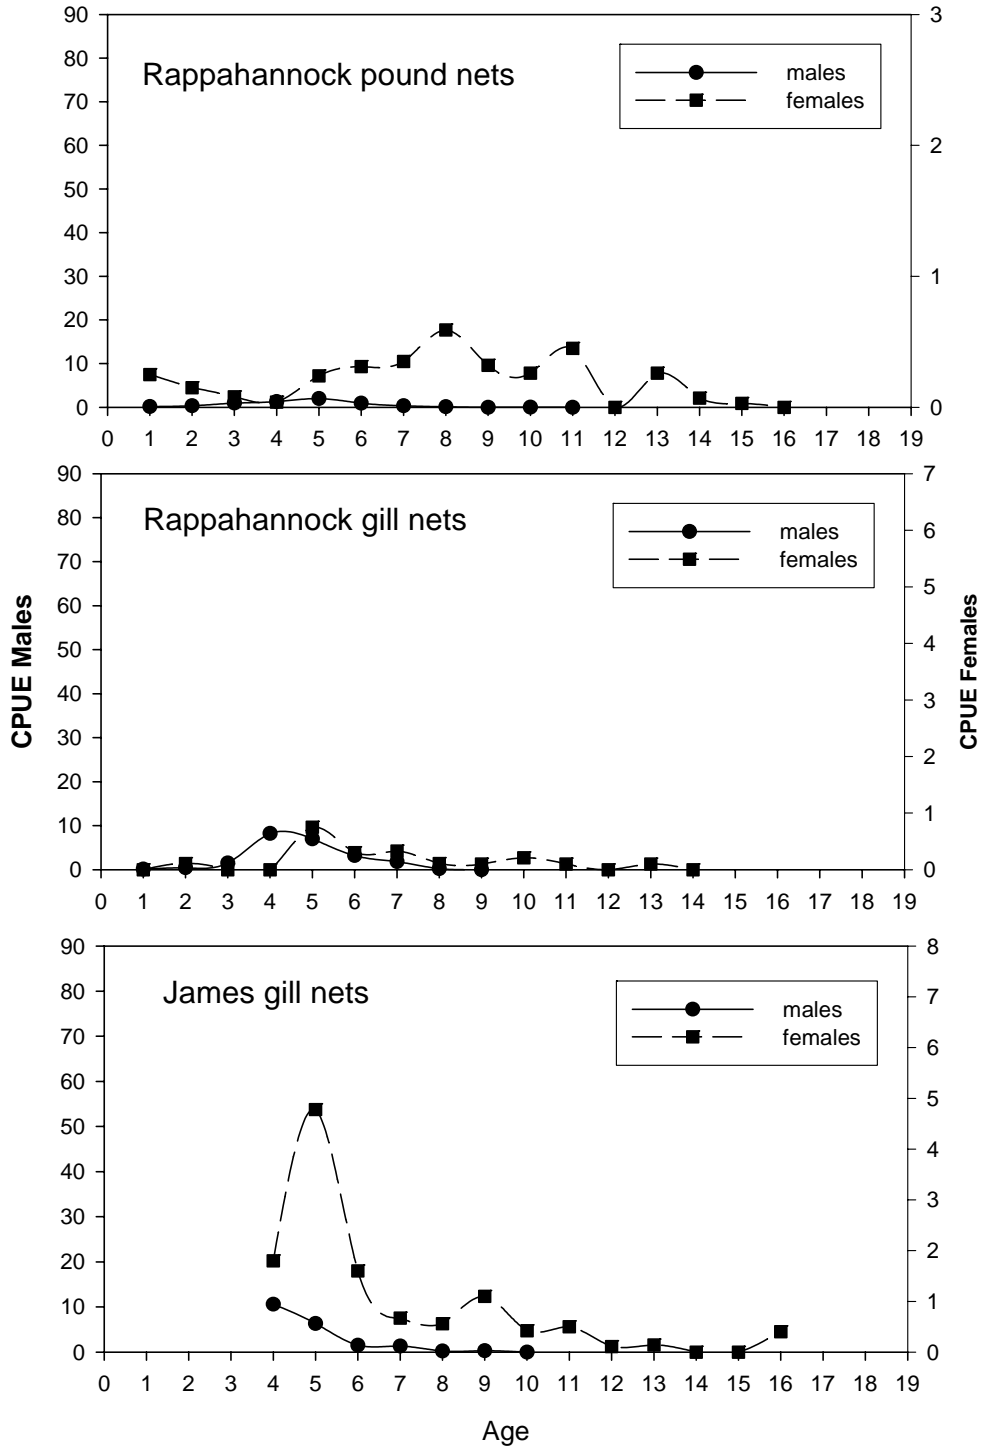 90 3
80
Rappahannock pound nets males
70 females
60 2
50
40
30 1
20
10
0 0
0 1 2 3 4 5 6 7 8 9 10 11 12 13 14 15 16 17 18 19
90 7
80
Rappahannock gill nets males
6
70 females
60 5
50 4
40
3
30
2
20
10 1
0 0
0 1 2 3 4 5 6 7 8 9 10 11 12 13 14 15 16 17 18 19
CPUE Males
CPUE Females
90 8
80
James gill nets males
7
70 females
60 6
50 5
40 4
30 3
20 2
10 1
0 0
0 1 2 3 4 5 6 7 8 9 10 11 12 13 14 15 16 17 18 19
Age